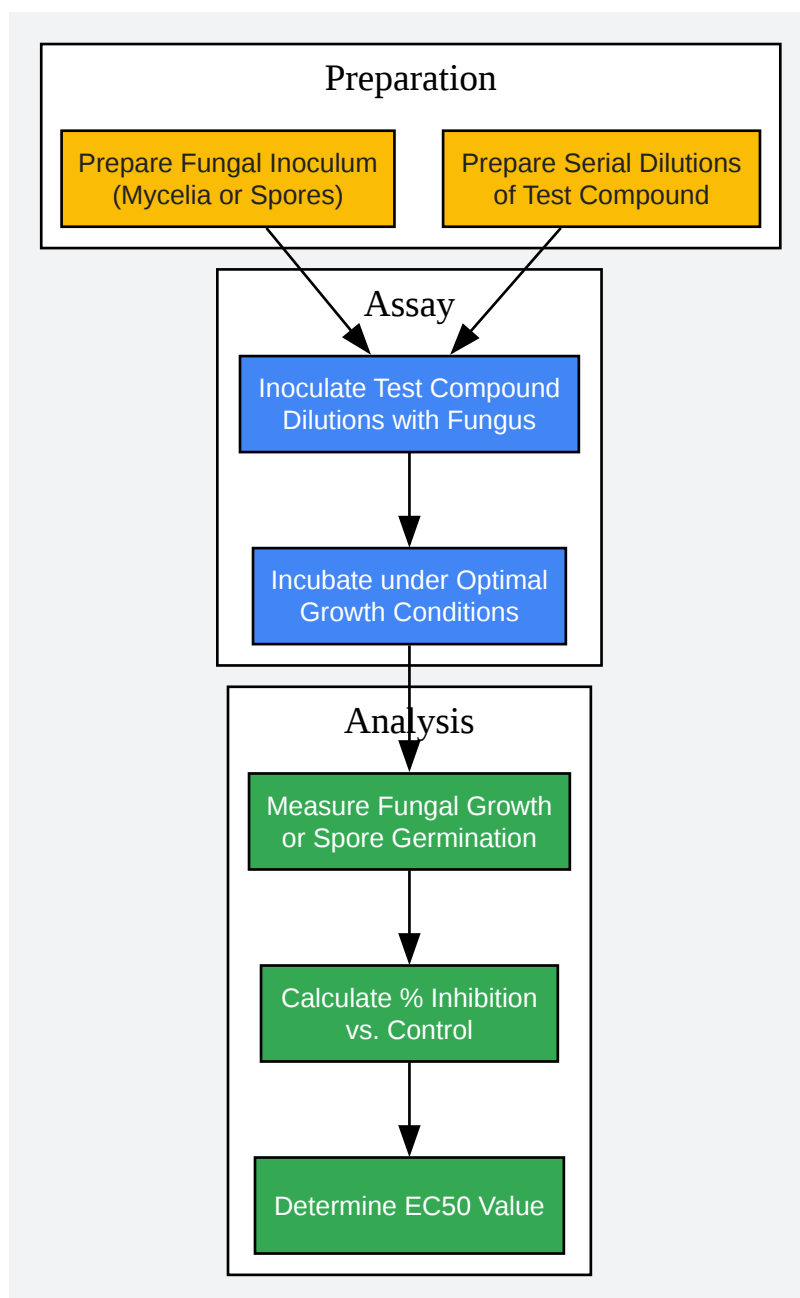 Preparation
Prepare Fungal Inoculum
(Mycelia or Spores)
Prepare Serial Dilutions
of Test Compound
Assay
Inoculate Test Compound
Dilutions with Fungus
Incubate under Optimal
Growth Conditions
Analysis
Measure Fungal Growth
or Spore Germination
Calculate % Inhibition
vs. Control
Determine EC50 Value